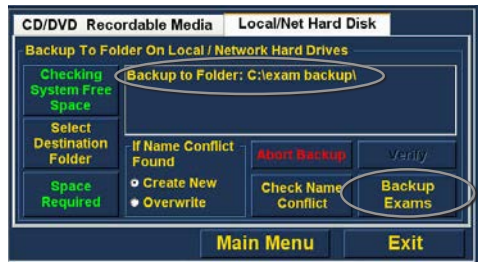 CD/DVD Recordable Media
Local/Net Hard Disk
Backup To Folder On Local / Network Hard Drives
Checking
System Free
Space
Backup to Folder: C:\exam backup\
Select
Destination
Folder
Space
Required
If Name Conflict
Found
Create New
Overwrite
Abort Backup
Verify
Check Name
Conflict
Backup
Exams
Main Menu
Exit